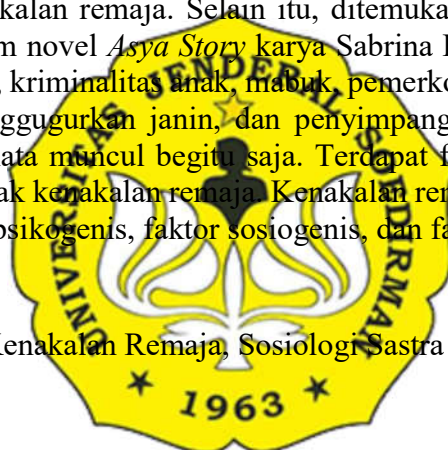 kalan remaja. Selain itu, ditemuka
m novel Asya Story karya Sabrina
, kriminalitas anak, mabuk, pemerko
ggugurkan janin, dan penyimpang
ata muncul begitu saja. Terdapat f
ak kenakalan remaja. Kenakalan ren
psikogenis, faktor sosiogenis, dan fa
Kenakalan Remaja, Sosiologi Sastra
UNIVERSITAS JENDERAL SOEDIRMAN
★ 1963 ★